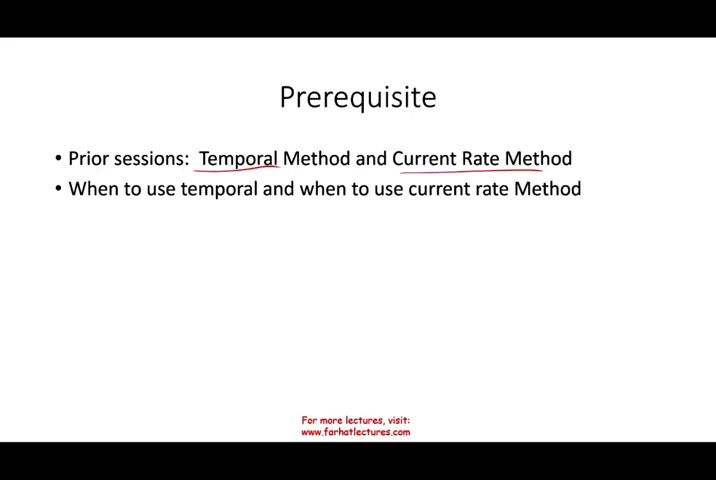 Prerequisite
• Prior sessions: Temporal Method and Current Rate Method
• When to use temporal and when to use current rate Method
For more lectures, visit:
www.farhatlectures.com